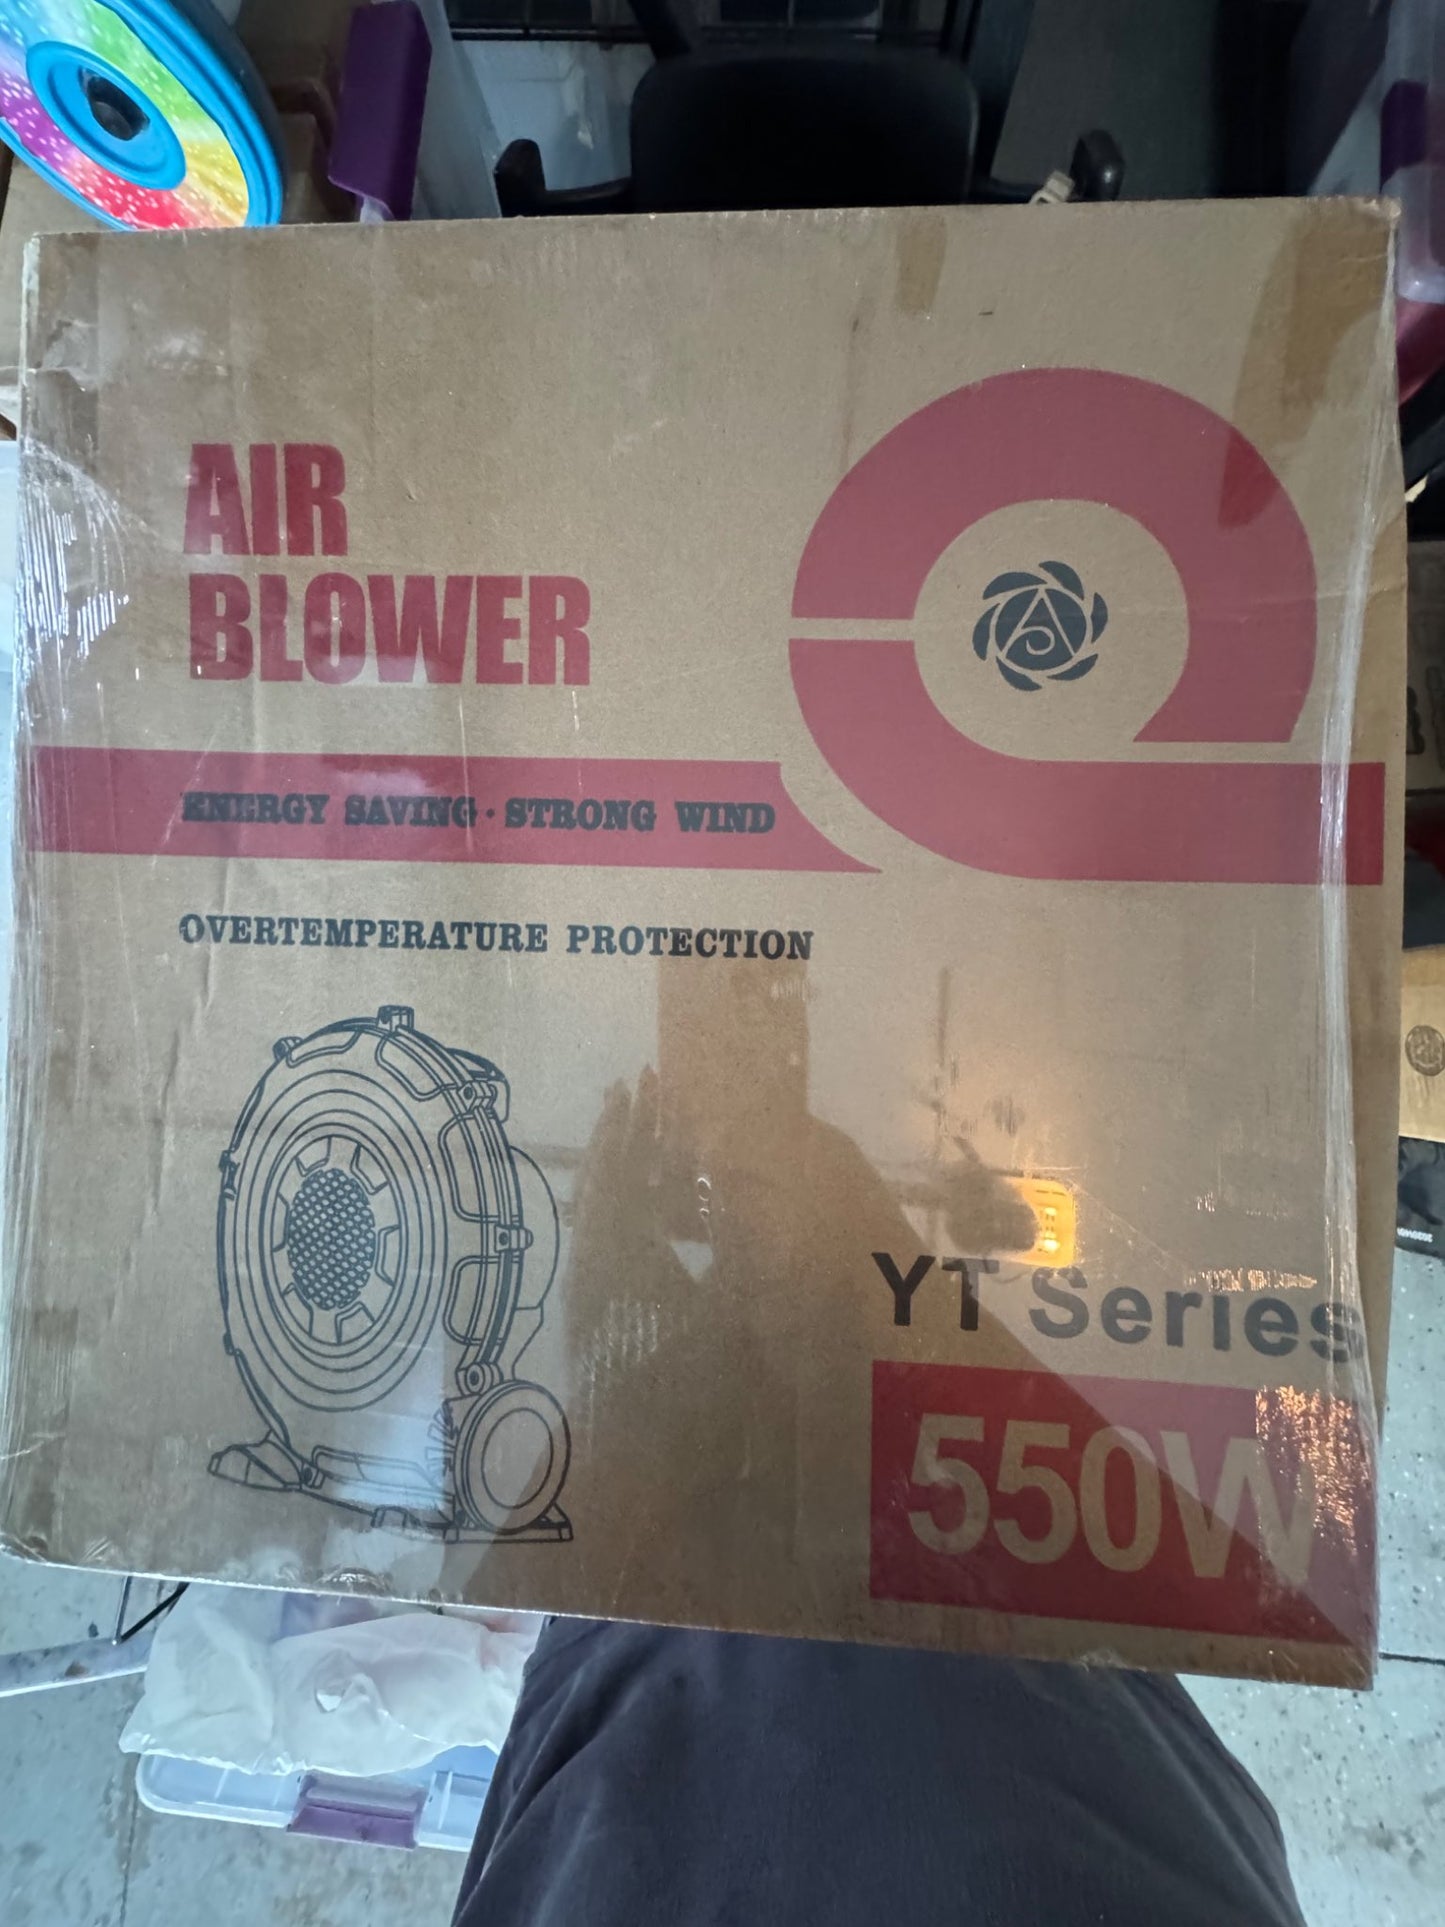 AIR
BLOWER
ENERGY SAVING · STRONG WIND
OVERTEMPERATURE PROTECTION
YT Series
550W